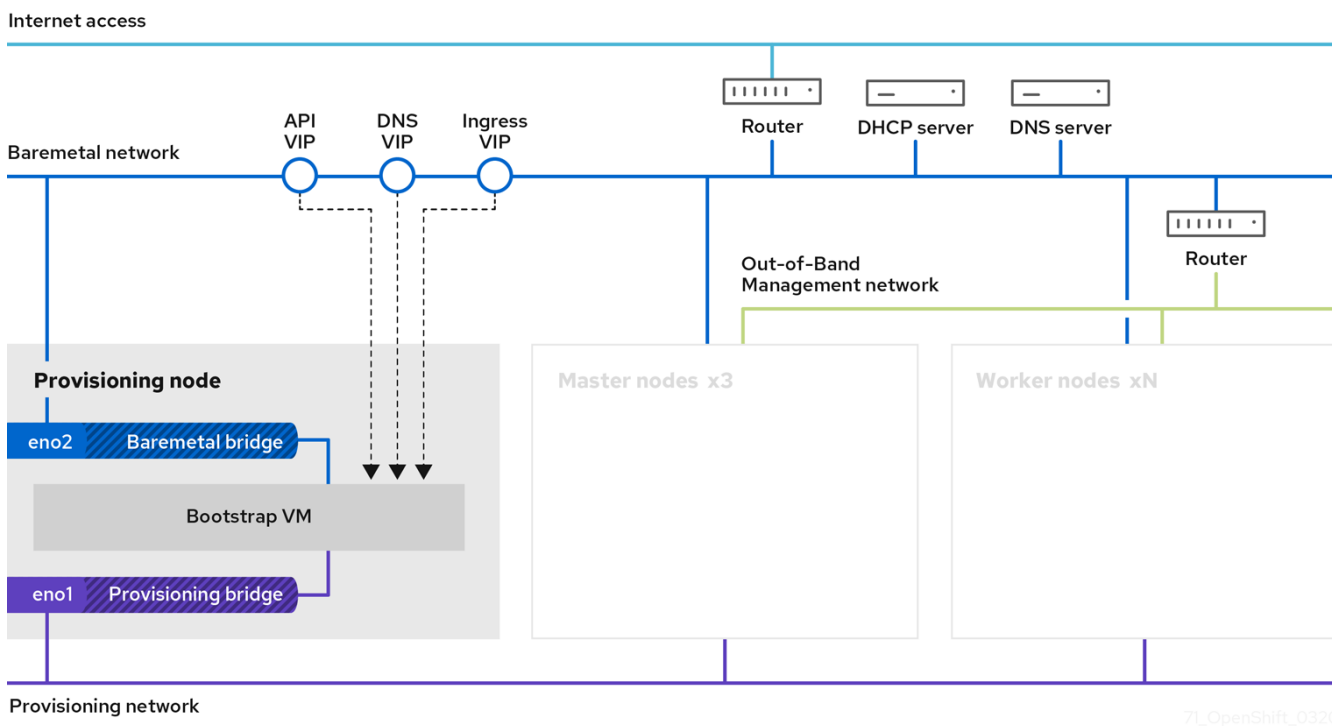 Internet access
Router
DHCP server
DNS server
API
VIP
DNS
VIP
Ingress
VIP
Baremetal network
Router
Out-of-Band
Management network
Provisioning node
Master nodes x3
Worker nodes xN
eno2
Baremetal bridge
Bootstrap VM
eno1
Provisioning bridge
Provisioning network
71_OpenShift_032